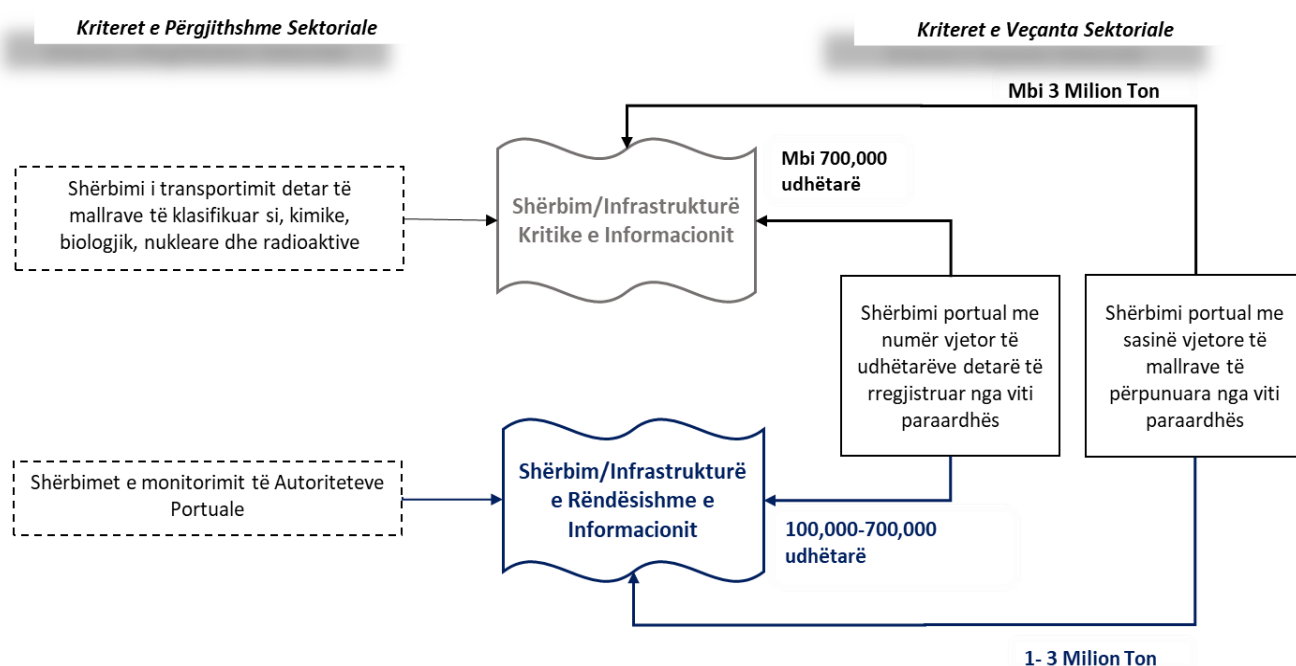 Kriteret e Përgjithshme Sektoriale
Kriteret e Veçanta Sektoriale
Mbi 3 Milion Ton
Shërbimi i transportimit detar të
mallrave të klasifikuar si, kimike,
biologjik, nukleare dhe radioaktive
Shërbim/Infrastrukturë
Kritike e Informacionit
Mbi 700,000
udhëtarë
Shërbimi portual me
numër vjetor të
udhëtarëve detarë të
rregjistruar nga viti
paraardhës
Shërbimi portual me
sasinë vjetore të
mallrave të
përpunuara nga viti
paraardhës
Shërbimet e monitorimit të Autoriteteve
Portuale
Shërbim/Infrastrukturë
e Rëndësishme e
Informacionit
100,000-700,000
udhëtarë
1- 3 Milion Ton